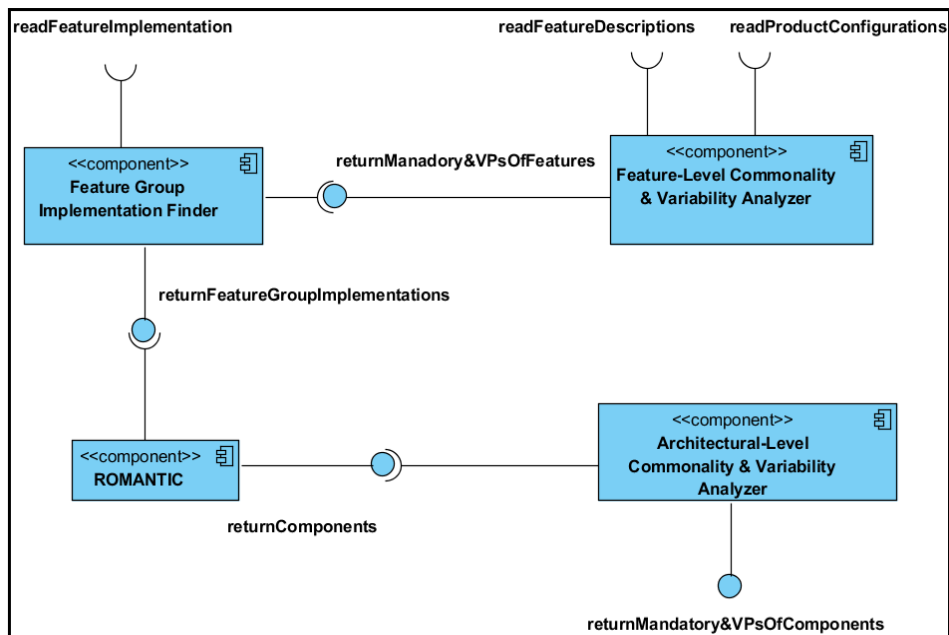 readFeatureImplementation
readFeatureDescriptions
readProductConfigurations
<<component>>
Feature Group
Implementation Finder
returnManadory&VPsOfFeatures
<<component>>
Feature-Level Commonality
& Variability Analyzer
returnFeatureGroupImplementations
<<component>>
ROMANTIC
returnComponents
<<component>>
Architectural-Level
Commonality & Variability
Analyzer
returnMandatory&VPsOfComponents